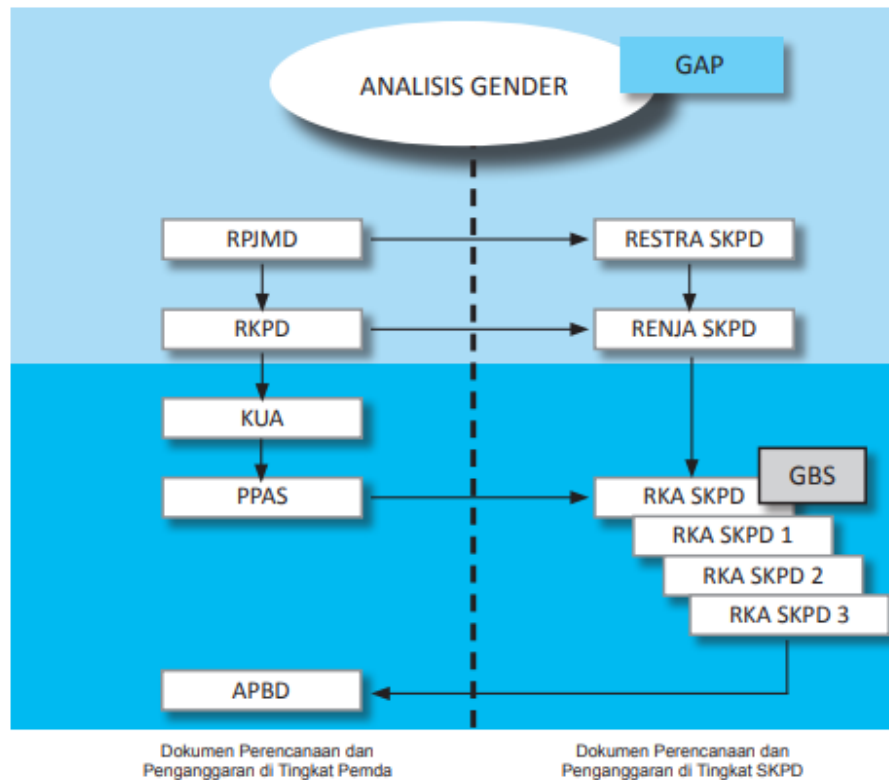 ANALISIS GENDER
GAP
RPJMD
RESTRA SKPD
RKPD
RENJA SKPD
KUA
PPAS
RKA SKPD
GBS
RKA SKPD 1
RKA SKPD 2
RKA SKPD 3
APBD
Dokumen Perencanaan dan
Penganggaran di Tingkat Pemda
Dokumen Perencanaan dan
Penganggaran di Tingkat SKPD